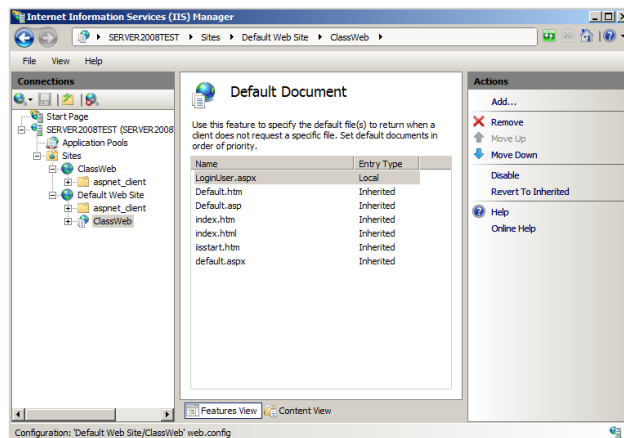 Internet Information Services (IIS) Manager
SERVER2008TEST Sites Default Web Site ClassWeb
File View Help
Connections
Start Page
SERVER2008TEST (SERVER2008
Application Pools
Sites
ClassWeb
aspnet_client
Default Web Site
aspnet_client
ClassWeb
Default Document
Use this feature to specify the default file(s) to return when a
client does not request a specific file. Set default documents in
order of priority.
Name Entry Type
LoginUser.aspx Local
Default.htm Inherited
Default.asp Inherited
index.htm Inherited
index.html Inherited
iisstart.htm Inherited
default.aspx Inherited
Features View Content View
Actions
Add...
Remove
Move Up
Move Down
Disable
Revert To Inherited
Help
Online Help
Configuration: 'Default Web Site/ClassWeb' web.config